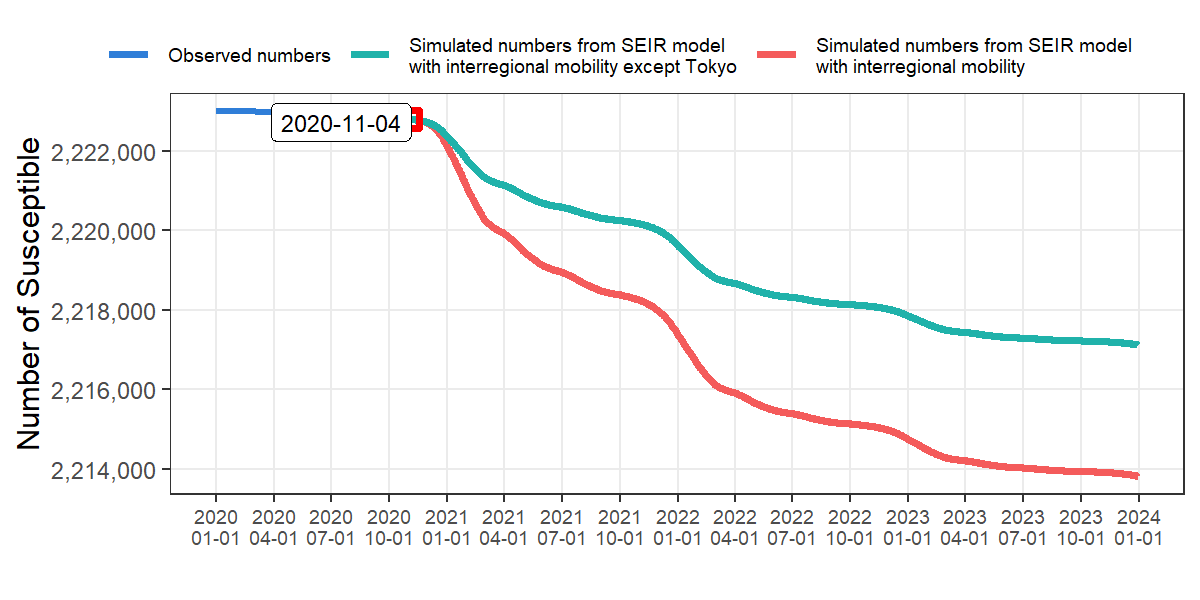 Observed numbers
Simulated numbers from SEIR model
with interregional mobility except Tokyo
Simulated numbers from SEIR model
with interregional mobility
Number of Susceptible
2,222,000
2,220,000
2,218,000
2,216,000
2,214,000
2020-11-04
2020 2020 2020 2020 2021 2021 2021 2021 2022 2022 2022 2022 2023 2023 2023 2023 2024
01-01 04-01 07-01 10-01 01-01 04-01 07-01 10-01 01-01 04-01 07-01 10-01 01-01 04-01 07-01 10-01 01-01